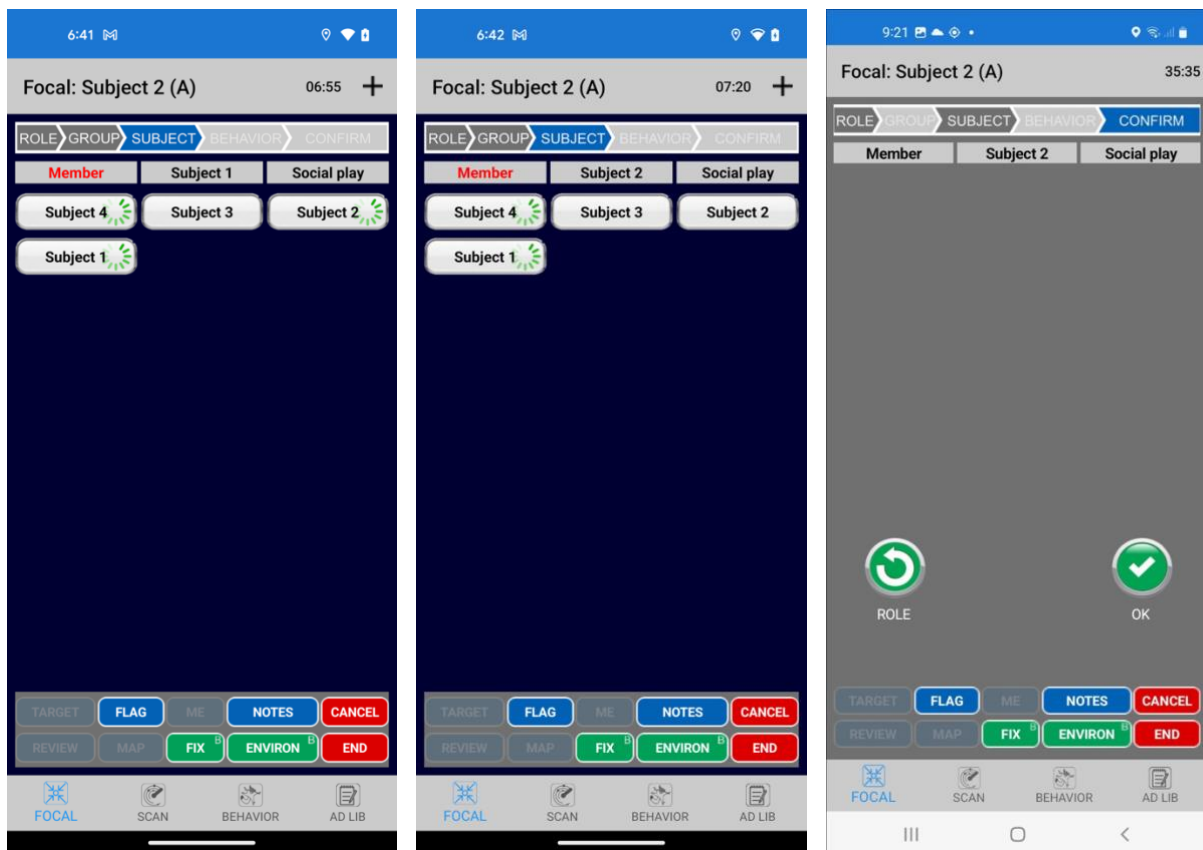 6:41
Focal: Subject 2 (A) 06:55 +
ROLE GROUP SUBJECT BEHAVIOR CONFIRM
Member Subject 1 Social play
Subject 4 Subject 3 Subject 2
Subject 1
TARGET FLAG ME NOTES CANCEL
REVIEW MAP FIX B ENVIRON B END
FOCAL SCAN BEHAVIOR AD LIB
6:42
Focal: Subject 2 (A) 07:20 +
ROLE GROUP SUBJECT BEHAVIOR CONFIRM
Member Subject 2 Social play
Subject 4 Subject 3 Subject 2
Subject 1
TARGET FLAG ME NOTES CANCEL
REVIEW MAP FIX B ENVIRON B END
FOCAL SCAN BEHAVIOR AD LIB
9:21
Focal: Subject 2 (A) 35:35
ROLE GROUP SUBJECT BEHAVIOR CONFIRM
Member Subject 2 Social play
ROLE OK
TARGET FLAG ME NOTES CANCEL
REVIEW MAP FIX B ENVIRON B END
FOCAL SCAN BEHAVIOR AD LIB